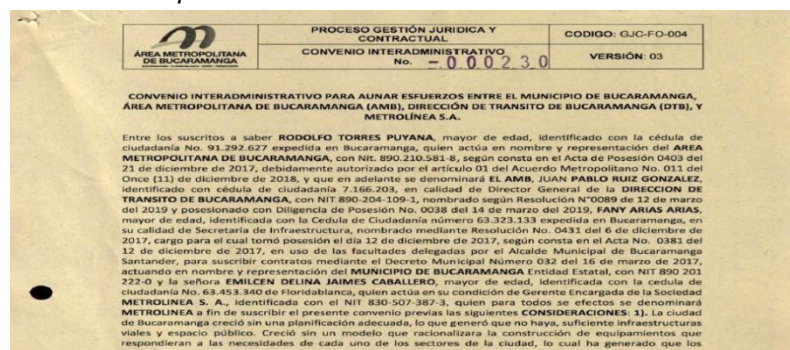 PROCESO GESTIÓN JURIDICA Y
CONTRACTUAL
CODIGO: GJC-FO-004
ÁREA METROPOLITANA
DE BUCARAMANGA
CONVENIO INTERADMINISTRATIVO
No. -000230
VERSIÓN: 03
CONVENIO INTERADMINISTRATIVO PARA AUNAR ESFUERZOS ENTRE EL MUNICIPIO DE BUCARAMANGA,
ÁREA METROPOLITANA DE BUCARAMANGA (AMB), DIRECCIÓN DE TRANSITO DE BUCARAMANGA (DTB), Y
METROLÍNEA S.A.
Entre los suscritos a saber RODOLFO TORRES PUYANA, mayor de edad, identificado con la cédula de
ciudadanía No. 91.292.627 expedida en Bucaramanga, quien actúa en nombre y representación del AREA
METROPOLITANA DE BUCARAMANGA, con Nit. 890.210.581-8, según consta en el Acta de Posesión 0403 del
21 de diciembre de 2017, debidamente autorizado por el artículo 01 del Acuerdo Metropolitano No. 011 del
Once (11) de diciembre de 2018, y que en adelante se denominará EL AMB, JUAN PABLO RUIZ GONZALEZ,
identificado con cédula de ciudadanía 7.166.203, en calidad de Director General de la DIRECCION DE
TRANSITO DE BUCARAMANGA, con NIT 890-204-109-1, nombrado según Resolución N°0089 de 12 de marzo
del 2019 y posesionado con Diligencia de Posesión No. 0038 del 14 de marzo del 2019, FANY ARIAS ARIAS,
mayor de edad, identificada con la Cedula de Ciudadanía número 63.323.133 expedida en Bucaramanga, en
su calidad de Secretaria de Infraestructura, nombrado mediante Resolución No. 0431 del 6 de diciembre de
2017, cargo para el cual tomó posesión el día 12 de diciembre de 2017, según consta en el Acta No. 0381 del
12 de diciembre de 2017, en uso de las facultades delegadas por el Alcalde Municipal de Bucaramanga
Santander, para suscribir contratos mediante el Decreto Municipal Número 032 del 16 de marzo de 2017,
actuando en nombre y representación del MUNICIPIO DE BUCARAMANGA Entidad Estatal, con NIT 890 201
222-0 y la señora EMILCEN DELINA JAIMES CABALLERO, mayor de edad, identificada con la cedula de
ciudadanía No. 63.453.340 de Floridablanca, quien actúa en su condición de Gerente Encargada de la Sociedad
METROLINEA S. A., identificada con el NIT 830-507-387-3, quien para todos se efectos se denominará
METROLINEA a fin de suscribir el presente convenio previas las siguientes CONSIDERACIONES: 1). La ciudad
de Bucaramanga creció sin una planificación adecuada, lo que generó que no haya, suficiente infraestructuras
viales y espacio público. Creció sin un modelo que racionalizara la construcción de equipamientos que
respondieran a las necesidades de cada uno de los sectores de la ciudad, lo cual ha generado que los